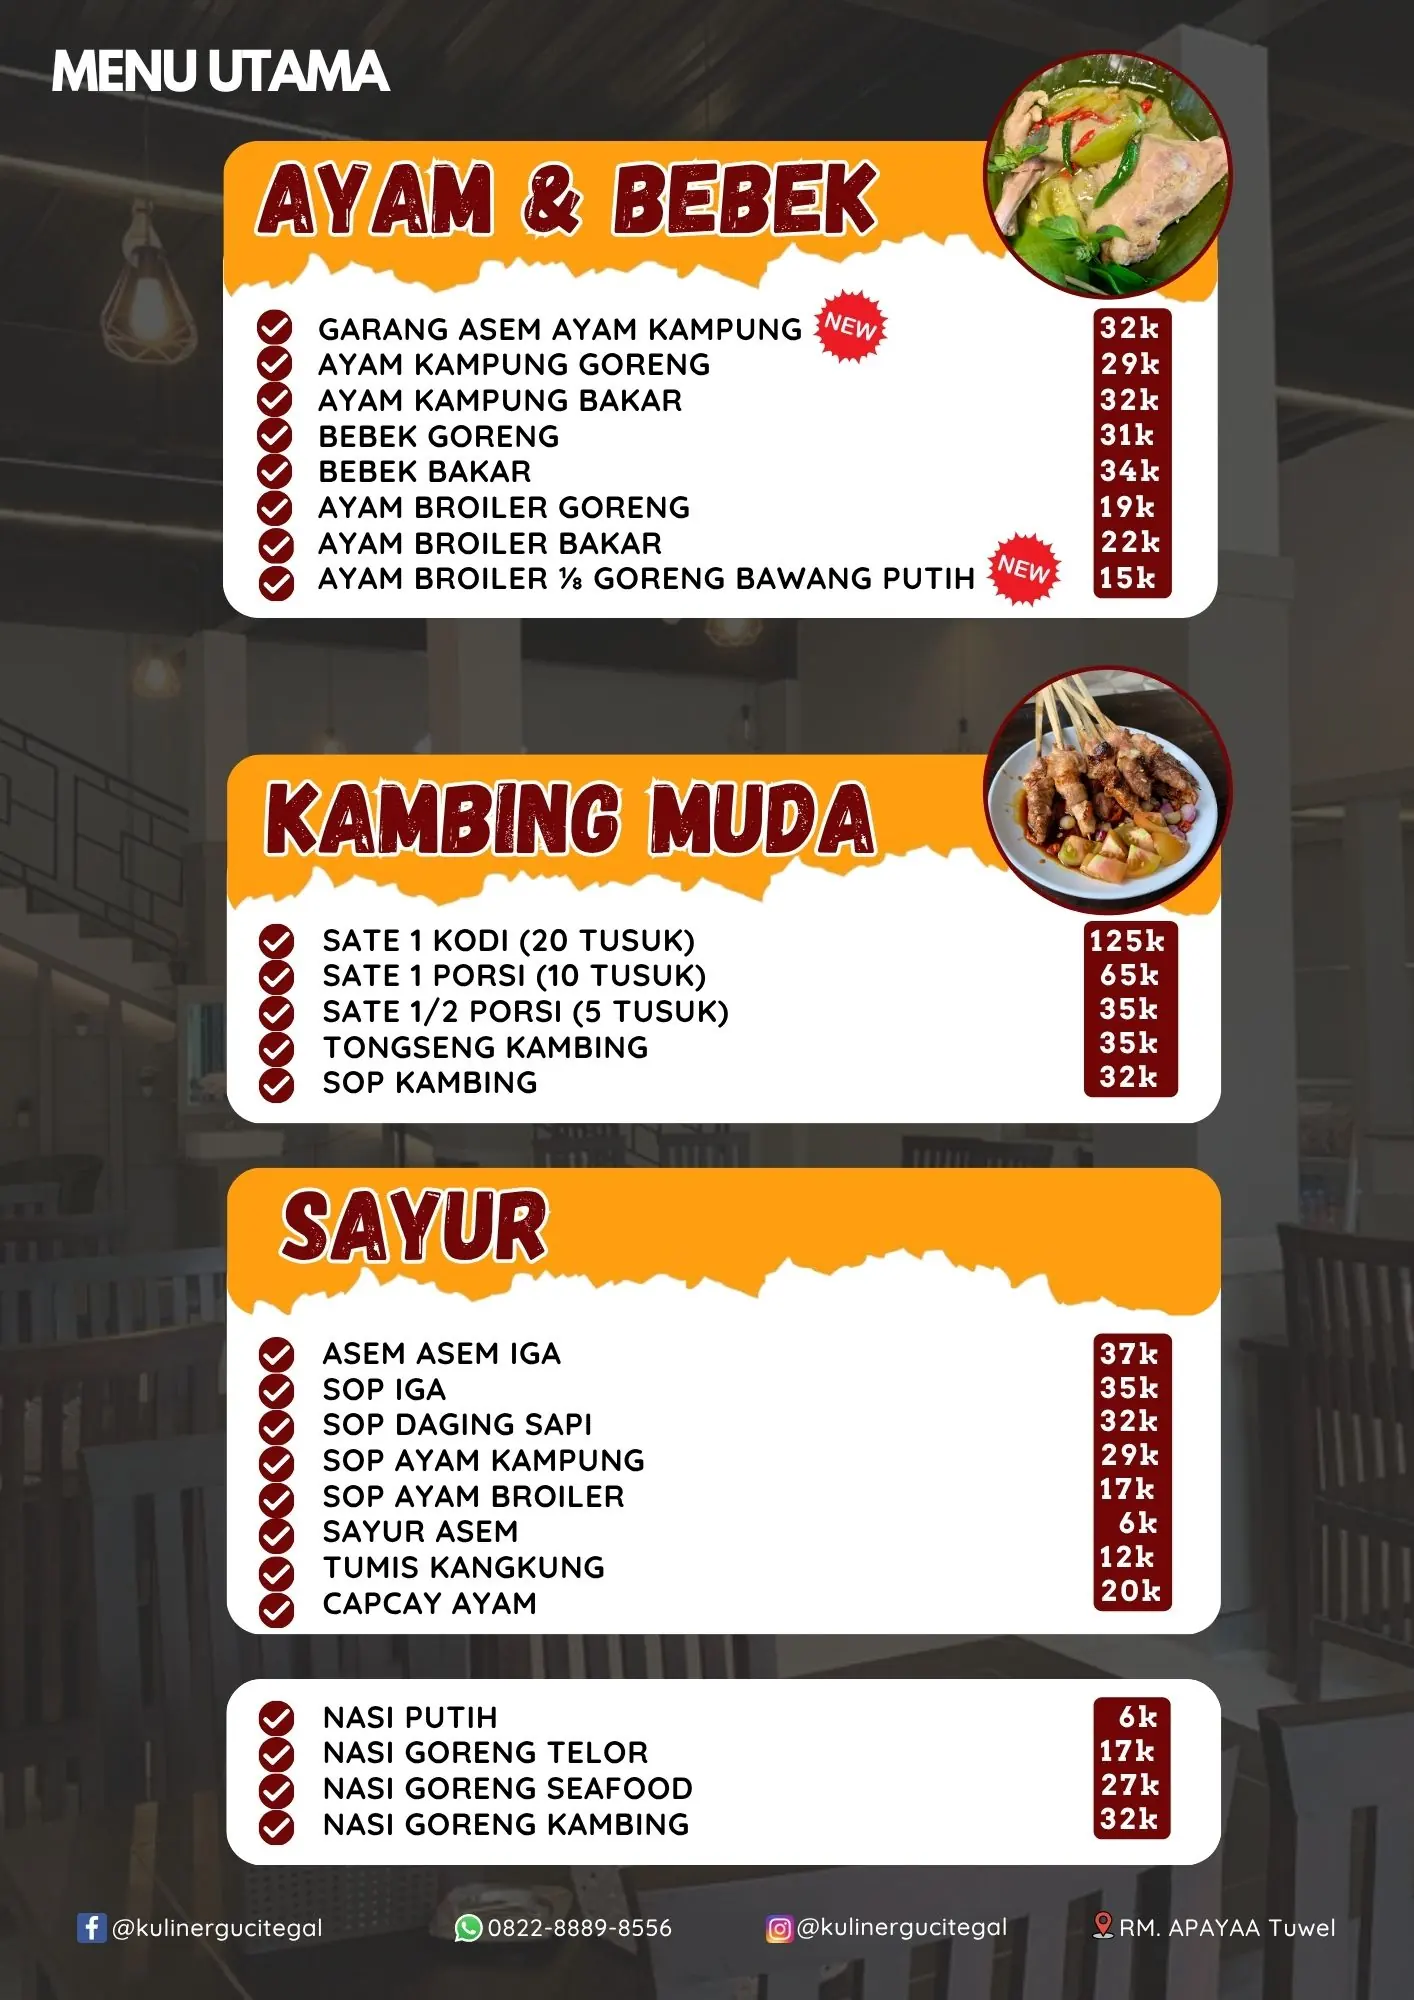 MENU UTAMA
AYAM & BEBEK
GARANG ASEM AYAM KAMPUNG NEW 32k
AYAM KAMPUNG GORENG 29k
AYAM KAMPUNG BAKAR 32k
BEBEK GORENG 31k
BEBEK BAKAR 34k
AYAM BROILER GORENG 19k
AYAM BROILER BAKAR 22k
AYAM BROILER ⅛ GORENG BAWANG PUTIH NEW 15k
KAMBING MUDA
SATE 1 KODI (20 TUSUK) 125k
SATE 1 PORSI (10 TUSUK) 65k
SATE 1/2 PORSI (5 TUSUK) 35k
TONGSENG KAMBING 35k
SOP KAMBING 32k
SAYUR
ASEM ASEM IGA 37k
SOP IGA 35k
SOP DAGING SAPI 32k
SOP AYAM KAMPUNG 29k
SOP AYAM BROILER 17k
SAYUR ASEM 6k
TUMIS KANGKUNG 12k
CAPCAY AYAM 20k
NASI PUTIH 6k
NASI GORENG TELOR 17k
NASI GORENG SEAFOOD 27k
NASI GORENG KAMBING 32k
@kulinergucitegal 0822-8889-8556 @kulinergucitegal RM. APAYAA Tuwel